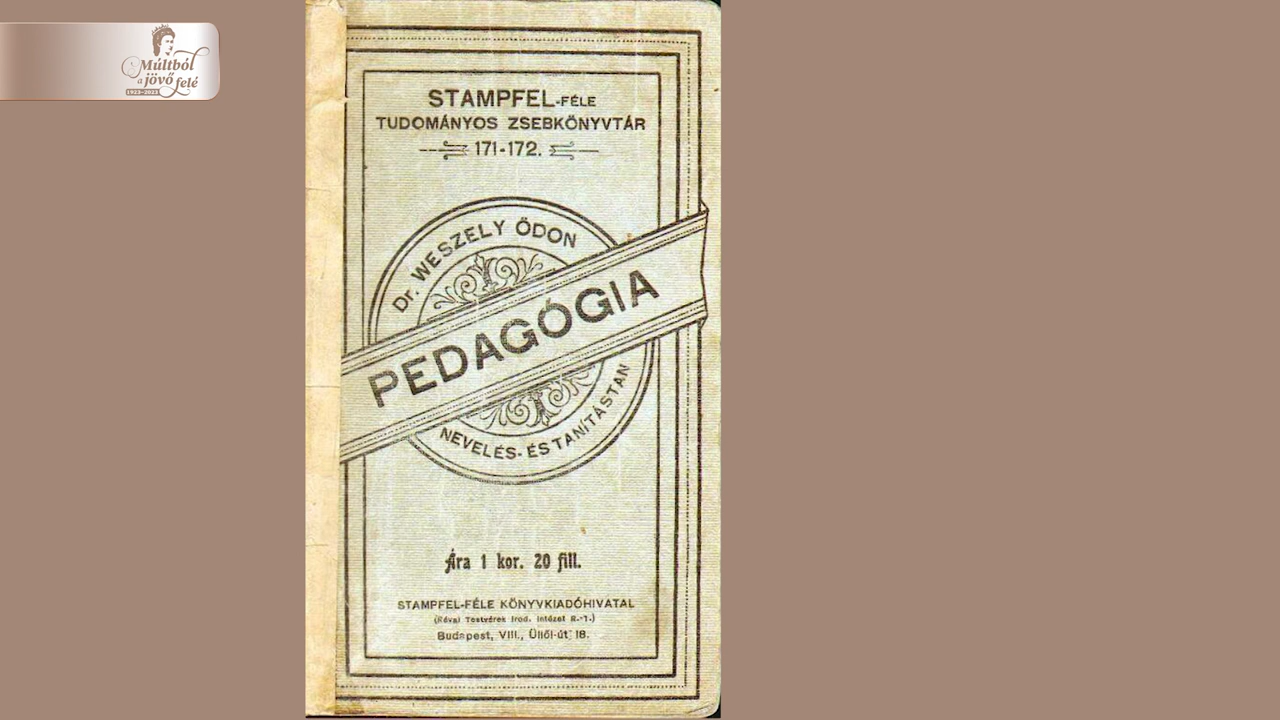 Múltból
a jövő felé
1923-2023
STAMPFEL-FÉLE
TUDOMÁNYOS ZSEBKÖNYVTÁR
171-172.
Dr. WESZELY ÖDON
PEDAGÓGIA
NEVELÉS- ÉS TANÍTÁSTAN
Ára 1 kor. 20 fill.
STAMPFEL-FÉLE KÖNYVKIADÓHIVATAL
(Révai Testvérek Irod. intézet R.-T.)
Budapest, VIII., Üllői-út 18.